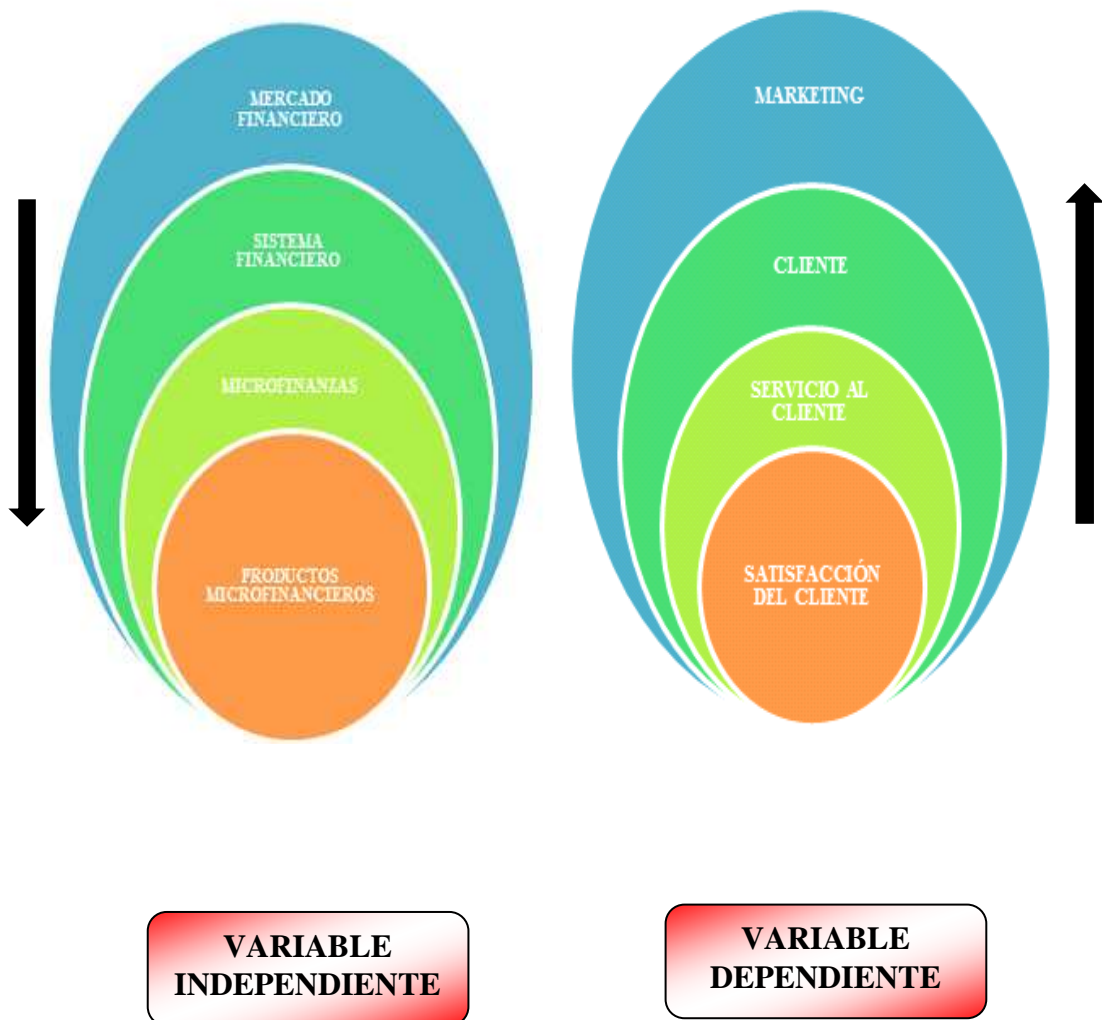 MERCADO
FINANCIERO
SISTEMA
FINANCIERO
MICROFINANZAS
PRODUCTOS
MICROFINANCIEROS
MARKETING
CLIENTE
SERVICIO AL
CLIENTE
SATISFACCIÓN
DEL CLIENTE
VARIABLE
INDEPENDIENTE
VARIABLE
DEPENDIENTE